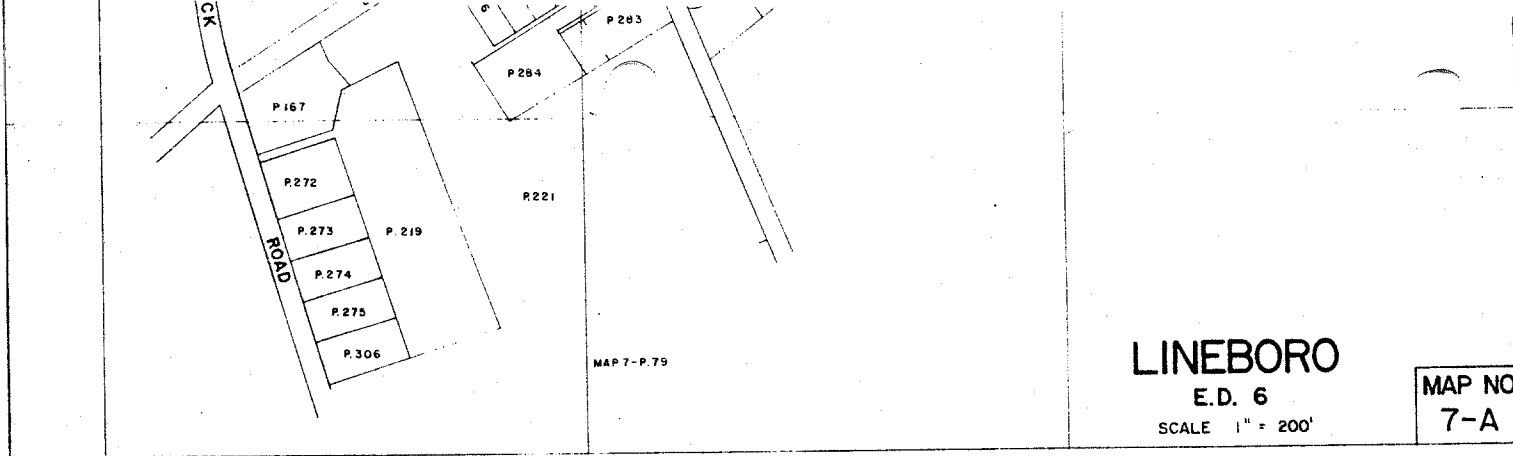 CK
6
P 283
P 284
P 167
P. 272
P. 221
P. 273
P. 219
ROAD
P. 274
P. 275
P. 306
MAP 7-P. 79
LINEBORO
E.D. 6
SCALE 1" = 200'
MAP NO
7-A